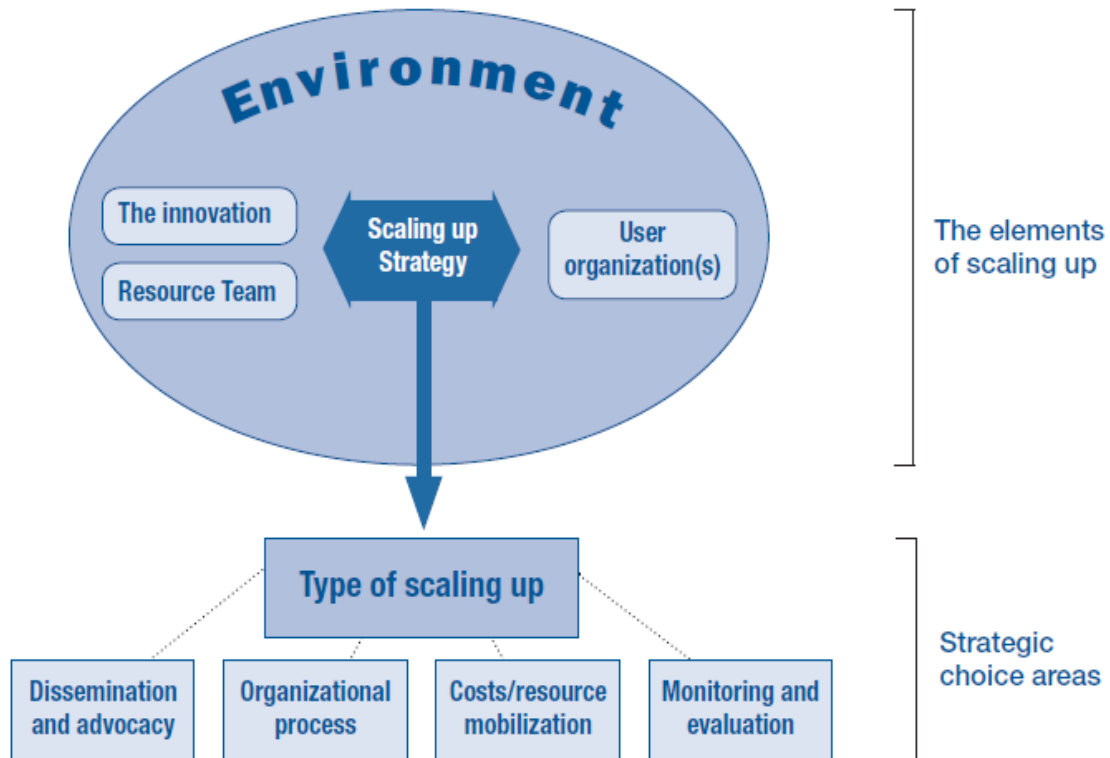 Environment
The innovation
Resource Team
Scaling up
Strategy
User
organization(s)
The elements
of scaling up
Type of scaling up
Dissemination
and advocacy
Organizational
process
Costs/resource
mobilization
Monitoring and
evaluation
Strategic
choice areas